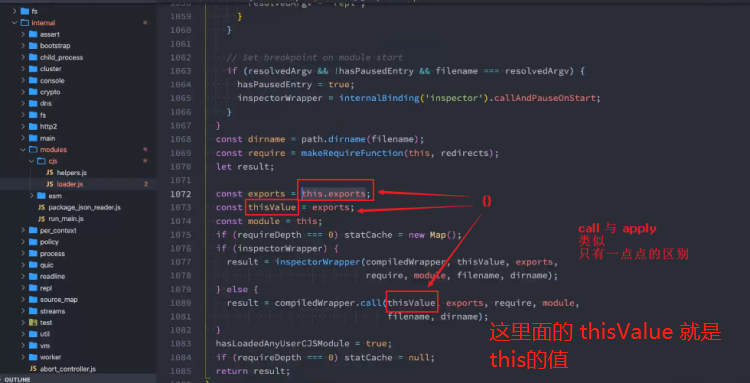 fs
internal
assert
bootstrap
child_process
cluster
console
crypto
dns
fs
http2
main
modules
cjs
helpers.js
loader.js 2
esm
package_json_reader.js
run_main.js
per_context
policy
process
quic
readline
repl
source_map
streams
test
util
vm
worker
abort_controller.js
OUTLINE
1059 }
1060 }
1061
1062 // Set breakpoint on module start
1063 if (resolvedArgv && !hasPausedEntry && filename === resolvedArgv) {
1064 hasPausedEntry = true;
1065 inspectorWrapper = internalBinding('inspector').callAndPauseOnStart;
1066 }
1067 }
1068 const dirname = path.dirname(filename);
1069 const require = makeRequireFunction(this, redirects);
1070 let result;
1071
1072 const exports = this.exports;
1073 const thisValue = exports;
1074 const module = this;
1075 if (requireDepth === 0) statCache = new Map();
1076 if (inspectorWrapper) {
1077 result = inspectorWrapper(compiledWrapper, thisValue, exports,
1078 require, module, filename, dirname);
1079 } else {
1080 result = compiledWrapper.call(thisValue, exports, require, module,
1081 filename, dirname);
1082 }
1083 hasLoadedAnyUserCJSModule = true;
1084 if (requireDepth === 0) statCache = null;
1085 return result;
{}
call 与 apply
类似
只有一点点的区别
这里面的 thisValue 就是
this的值